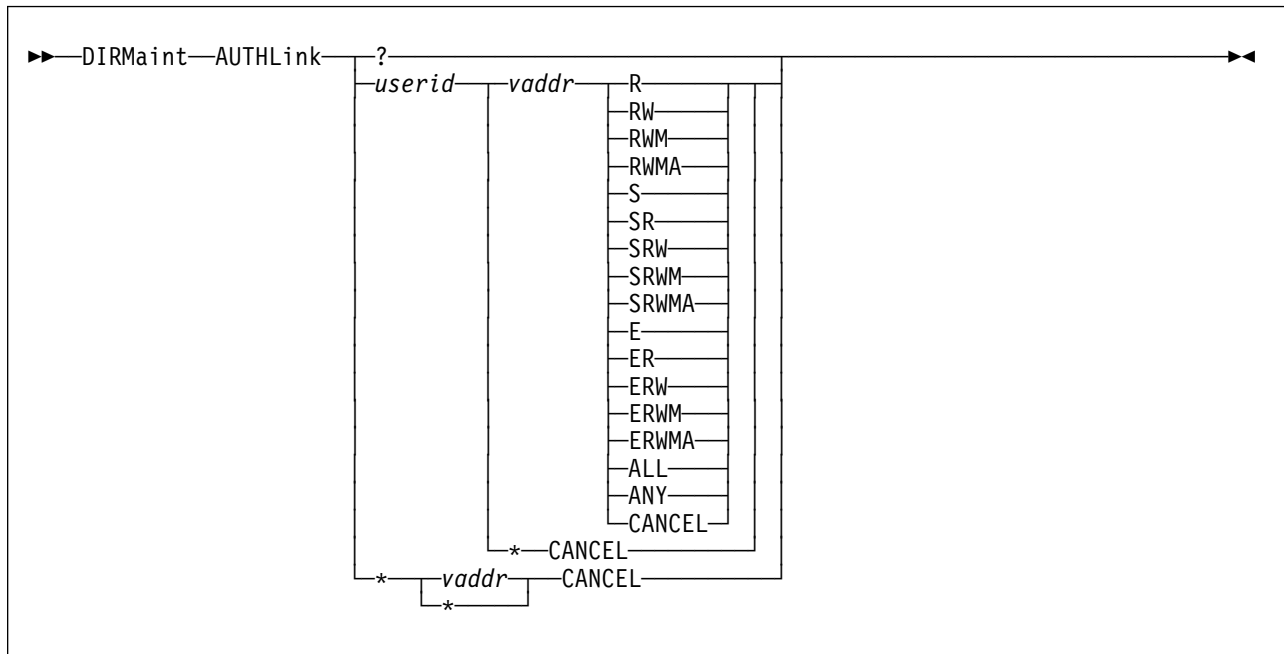 DIRMaint AUTHLink ?
userid vaddr R
RW
RWM
RWMA
S
SR
SRW
SRWM
SRWMA
E
ER
ERW
ERWM
ERWMA
ALL
ANY
CANCEL
* CANCEL
* vaddr CANCEL
*